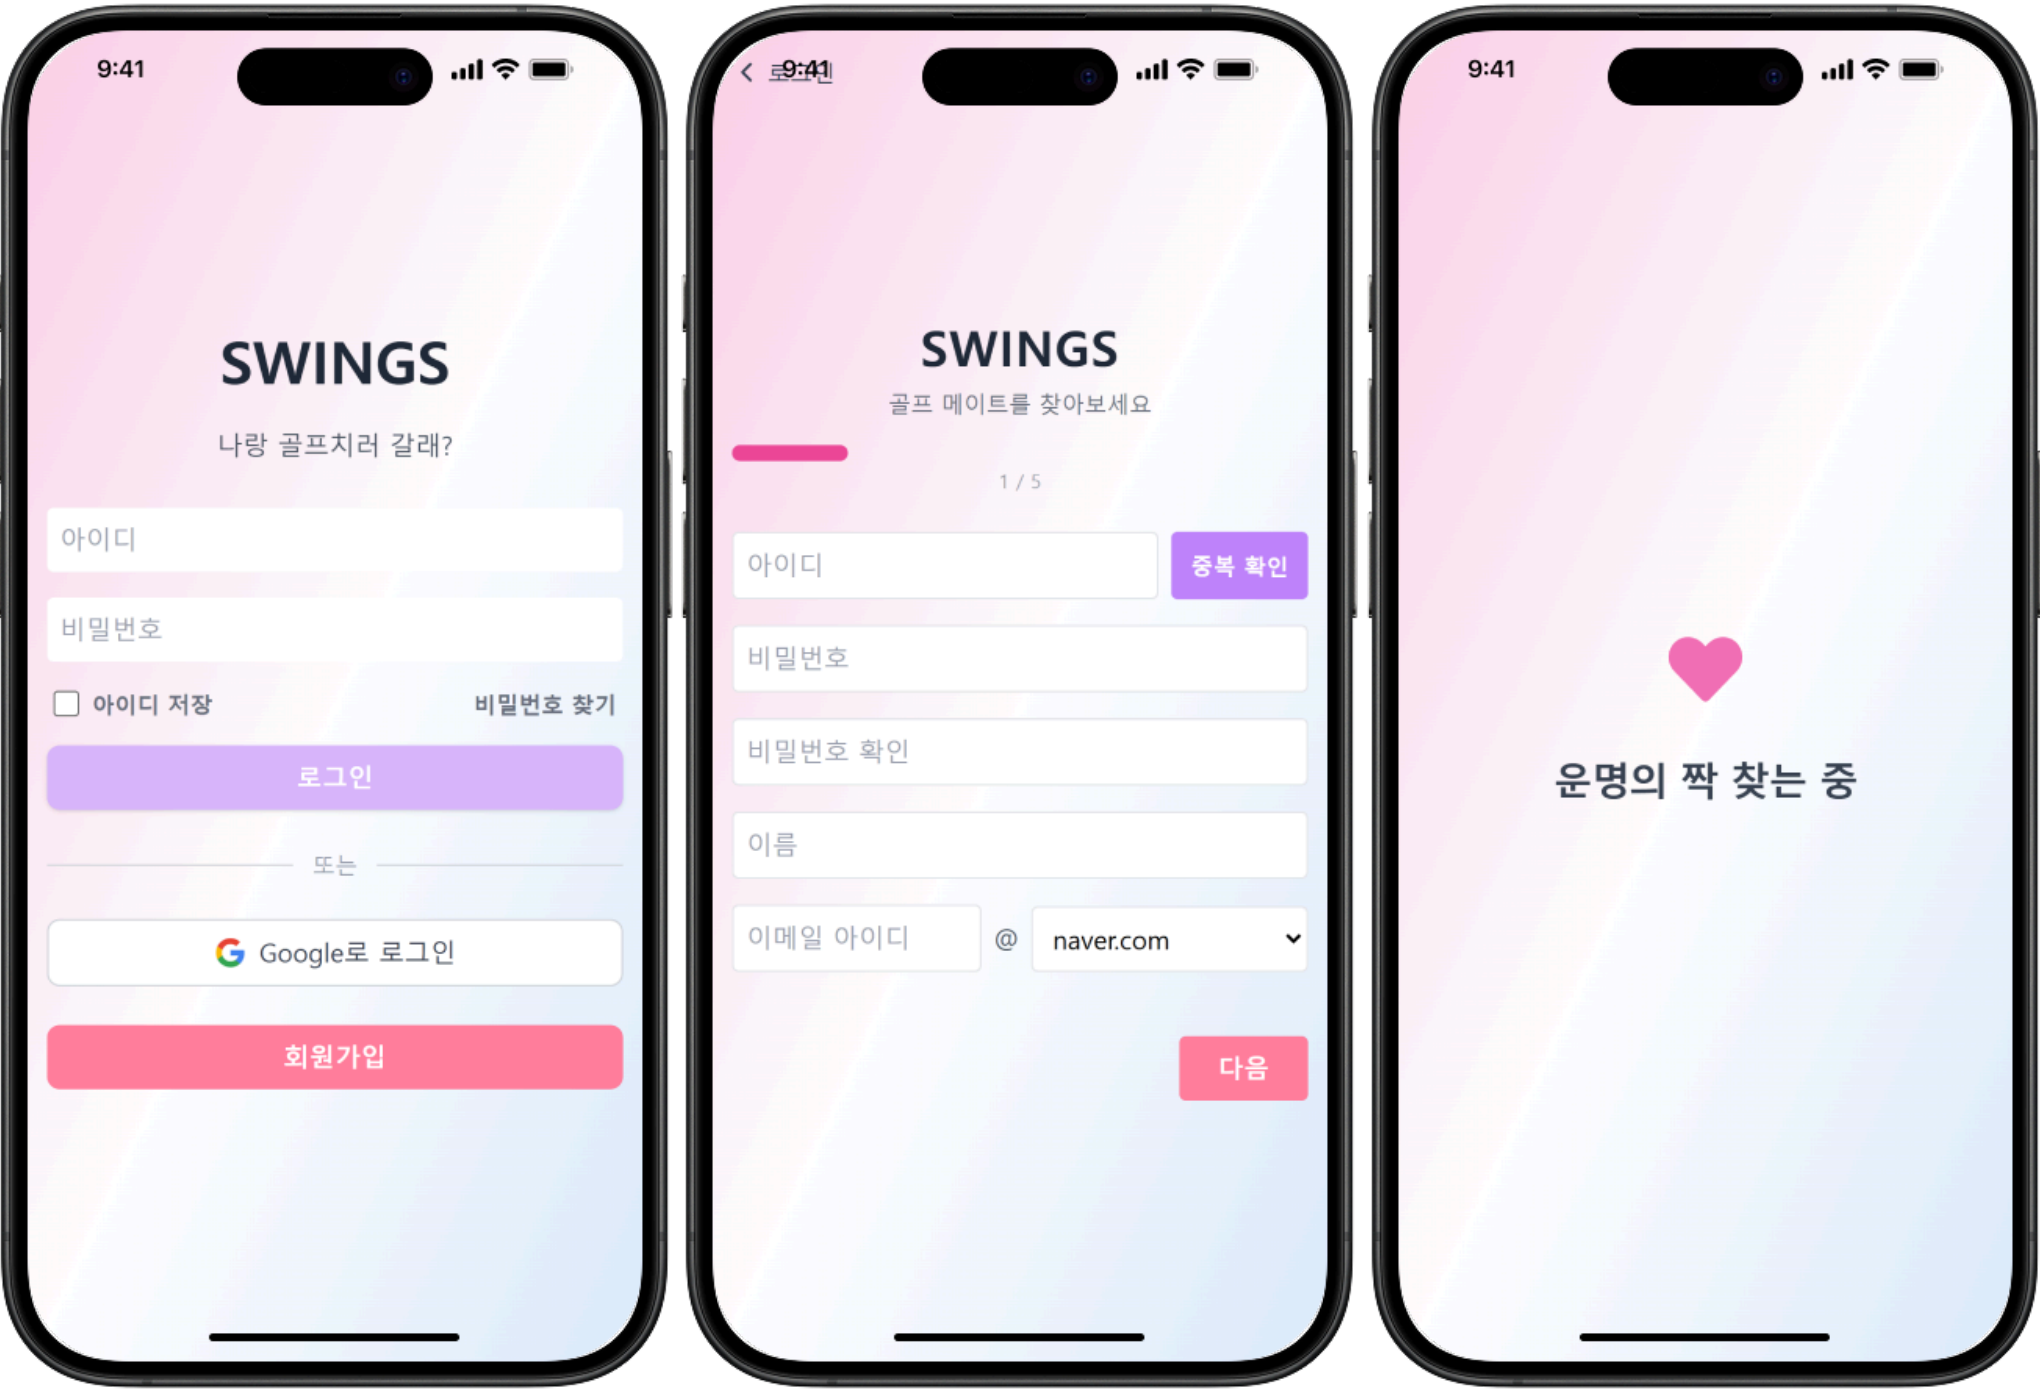 9:41
SWINGS
나랑 골프치러 갈래?
아이디
비밀번호
아이디 저장 비밀번호 찾기
로그인
또는
Google로 로그인
회원가입
로그인 9:41
SWINGS
골프 메이트를 찾아보세요
1 / 5
아이디 중복 확인
비밀번호
비밀번호 확인
이름
이메일 아이디 @ naver.com
다음
9:41
운명의 짝 찾는 중